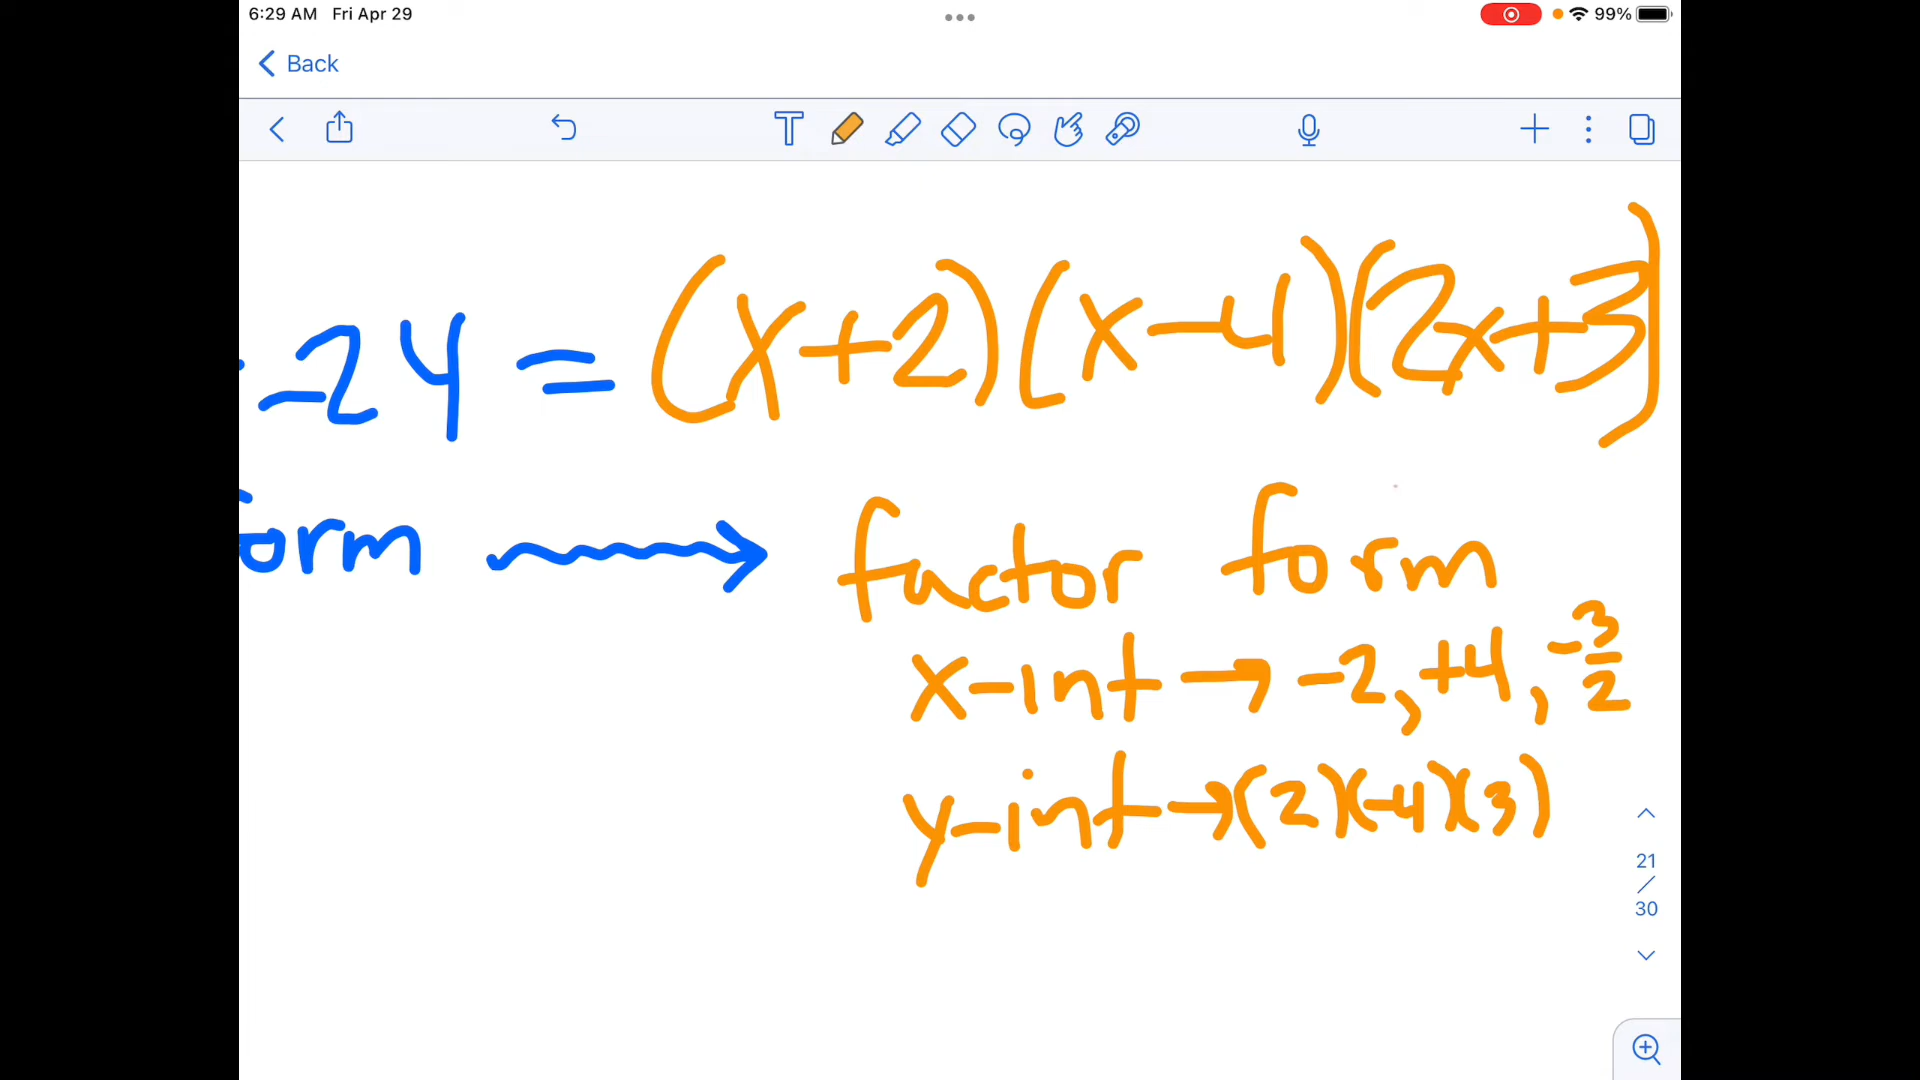 6:29 AM Fri Apr 29
99%
Back
T
-24 = (x+2)(x-4)(2x+3)
orm → factor form
x-int → -2, +4, -3/2
y-int → (2)(-4)(3)
21
/
30